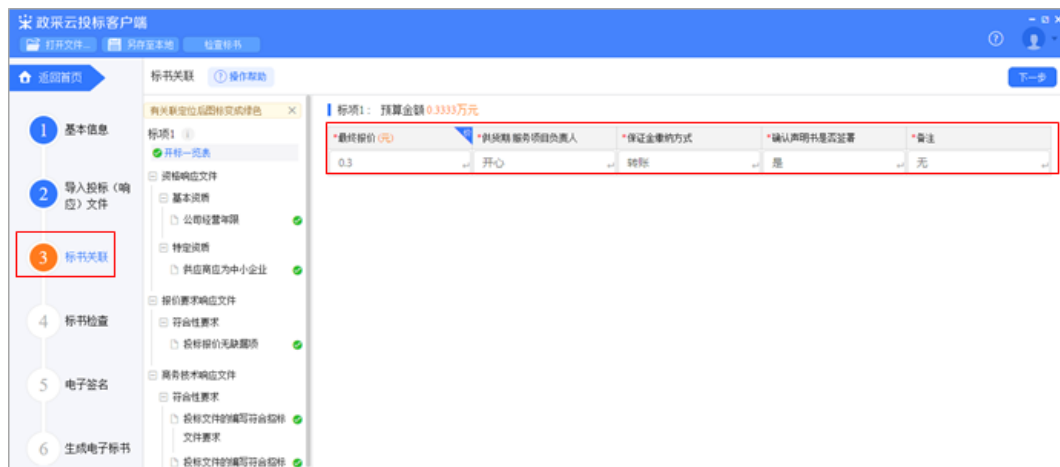 政采云投标客户端
打开文件... 另存至本地 检查标书
返回首页
标书关联 操作帮助
下一步
1 基本信息
2 导入投标（响
应）文件
3 标书关联
4 标书检查
5 电子签名
6 生成电子标书
有关联定位后图标变成绿色
标项1
开标一览表
资格响应文件
基本资质
公司经营年限
特定资质
供应商应为中小企业
报价要求响应文件
符合性要求
投标报价无缺漏项
商务技术响应文件
符合性要求
投标文件的编写符合招标
文件要求
投标文件的编写符合招标
标项1： 预算金额 0.3333万元
*最终报价 (元) *供货期/服务项目负责人 *保证金缴纳方式 *确认声明书是否签署 *备注
0.3 开心 转账 是 无